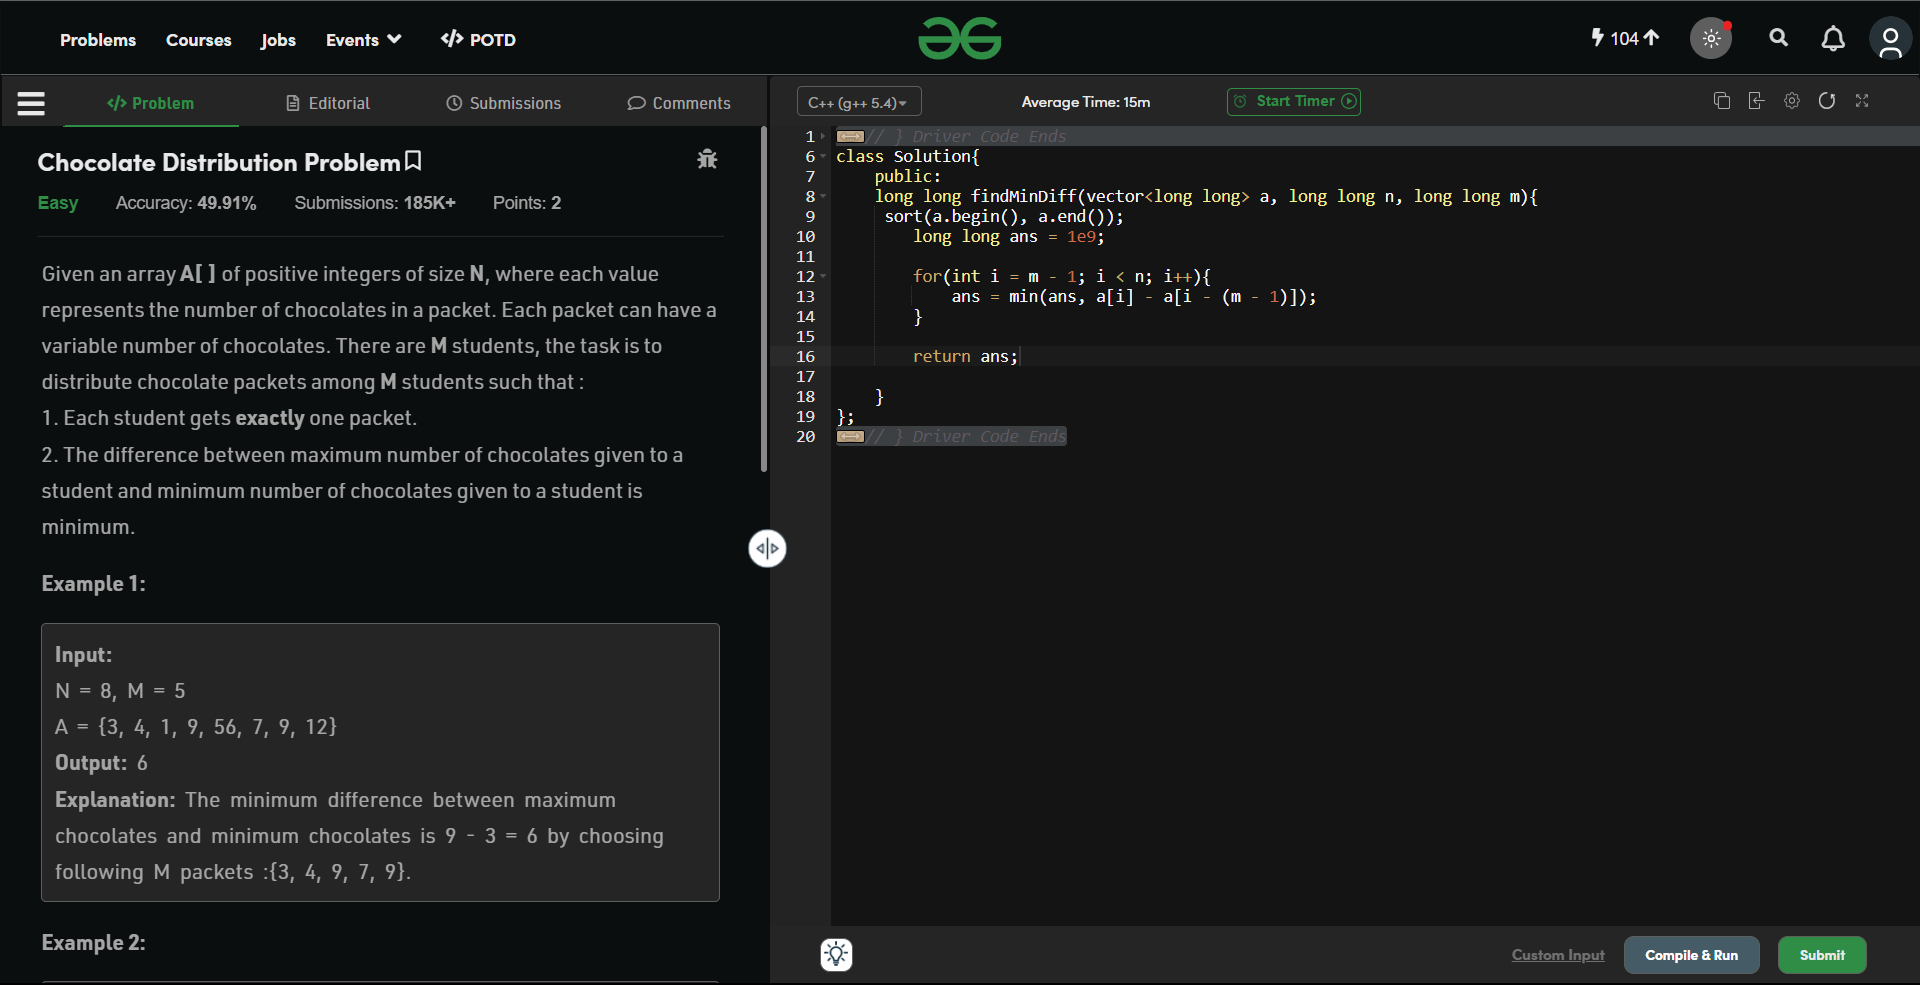 Problems Courses Jobs Events </> POTD
104
</> Problem Editorial Submissions Comments
Chocolate Distribution Problem
Easy Accuracy: 49.91% Submissions: 185K+ Points: 2
Given an array A[ ] of positive integers of size N, where each value
represents the number of chocolates in a packet. Each packet can have a
variable number of chocolates. There are M students, the task is to
distribute chocolate packets among M students such that :
1. Each student gets exactly one packet.
2. The difference between maximum number of chocolates given to a
student and minimum number of chocolates given to a student is
minimum.
Example 1:
Input:
N = 8, M = 5
A = {3, 4, 1, 9, 56, 7, 9, 12}
Output: 6
Explanation: The minimum difference between maximum
chocolates and minimum chocolates is 9 - 3 = 6 by choosing
following M packets :{3, 4, 9, 7, 9}.
Example 2:
C++ (g++ 5.4) Average Time: 15m Start Timer
1 // } Driver Code Ends
6 class Solution{
7 public:
8 long long findMinDiff(vector<long long> a, long long n, long long m){
9 sort(a.begin(), a.end());
10 long long ans = 1e9;
11
12 for(int i = m - 1; i < n; i++){
13 ans = min(ans, a[i] - a[i - (m - 1)]);
14 }
15
16 return ans;
17
18 }
19 };
20 // } Driver Code Ends
Custom Input Compile & Run Submit